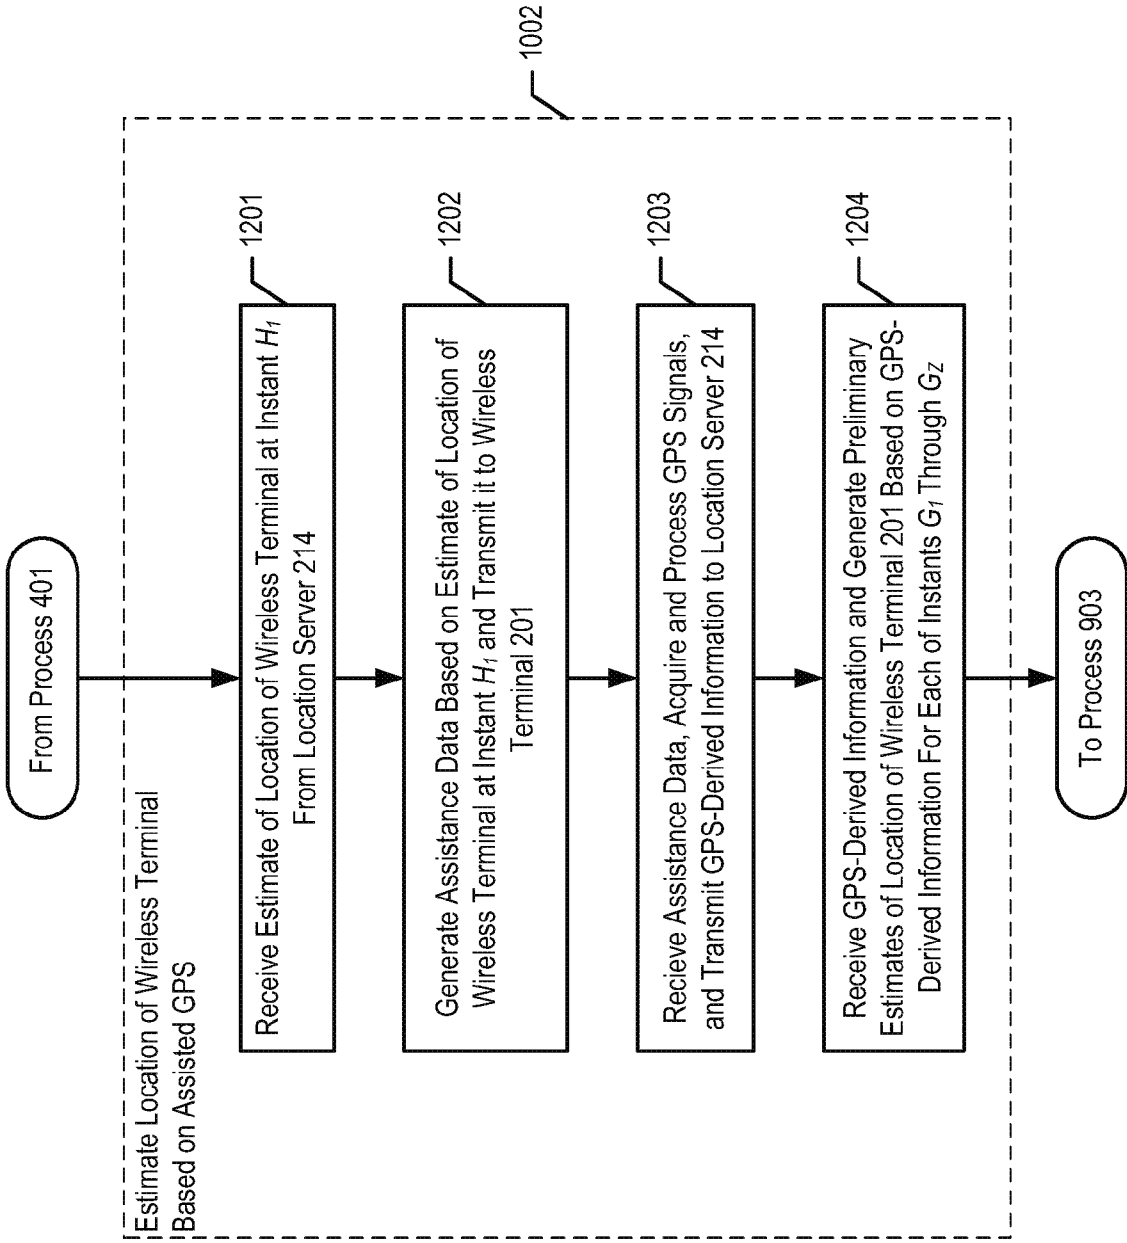 From Process 401
Estimate Location of Wireless Terminal
Based on Assisted GPS
1002
Receive Estimate of Location of Wireless Terminal at Instant H1
From Location Server 214
1201
Generate Assistance Data Based on Estimate of Location of
Wireless Terminal at Instant H1 and Transmit it to Wireless
Terminal 201
1202
Recieve Assistance Data, Acquire and Process GPS Signals,
and Transmit GPS-Derived Information to Location Server 214
1203
Receive GPS-Derived Information and Generate Preliminary
Estimates of Location of Wireless Terminal 201 Based on GPS-
Derived Information For Each of Instants G1 Through GZ
1204
To Process 903